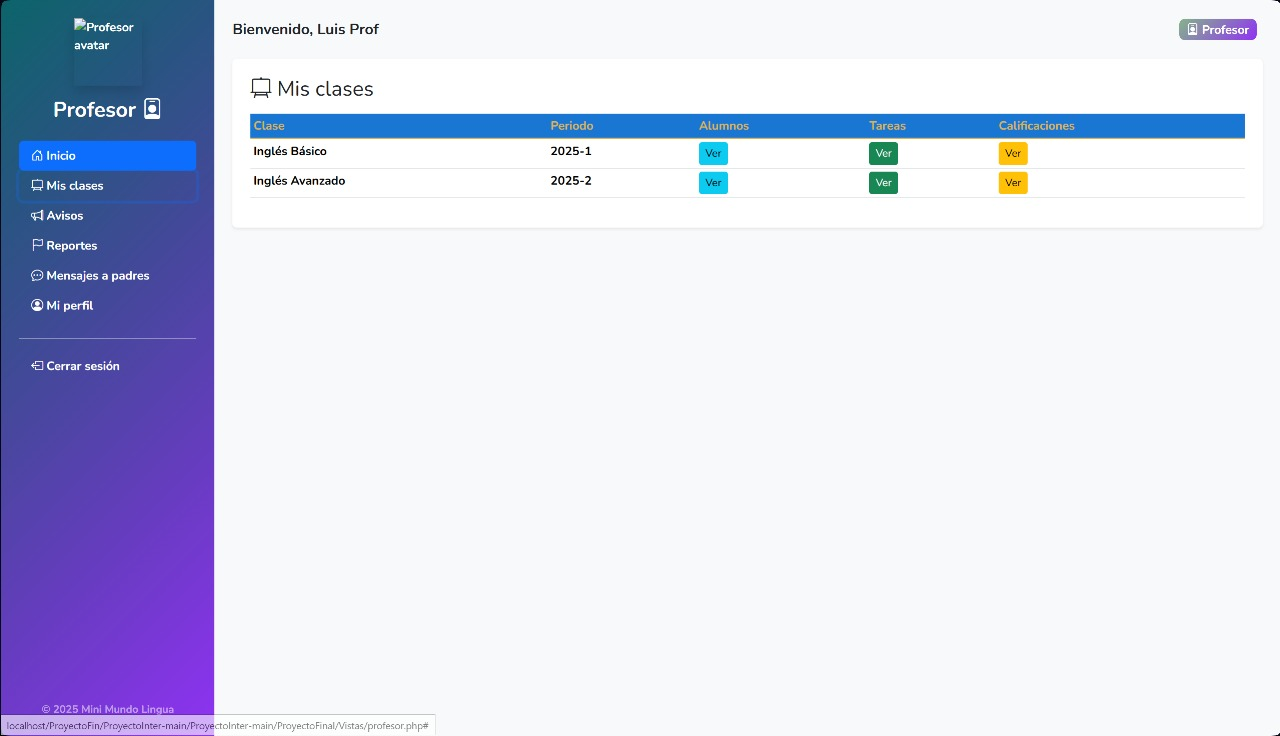 Profesor
avatar
Profesor
Inicio
Mis clases
Avisos
Reportes
Mensajes a padres
Mi perfil
Cerrar sesión
© 2025 Mini Mundo Lingua
Bienvenido, Luis Prof
Profesor
Mis clases
Clase Periodo Alumnos Tareas Calificaciones
Inglés Básico 2025-1 Ver Ver Ver
Inglés Avanzado 2025-2 Ver Ver Ver
localhost/ProyectoFin/ProyectoInter-main/ProyectoInter-main/ProyectoFinal/Vistas/profesor.php#